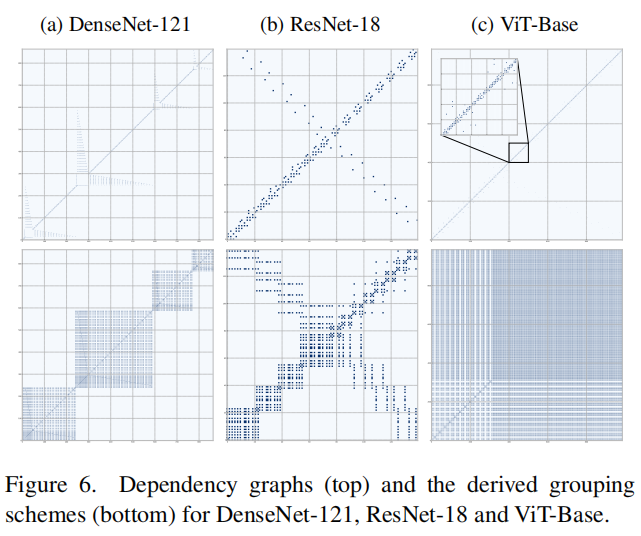 (a) DenseNet-121
(b) ResNet-18
(c) ViT-Base
Figure 6. Dependency graphs (top) and the derived grouping
schemes (bottom) for DenseNet-121, ResNet-18 and ViT-Base.